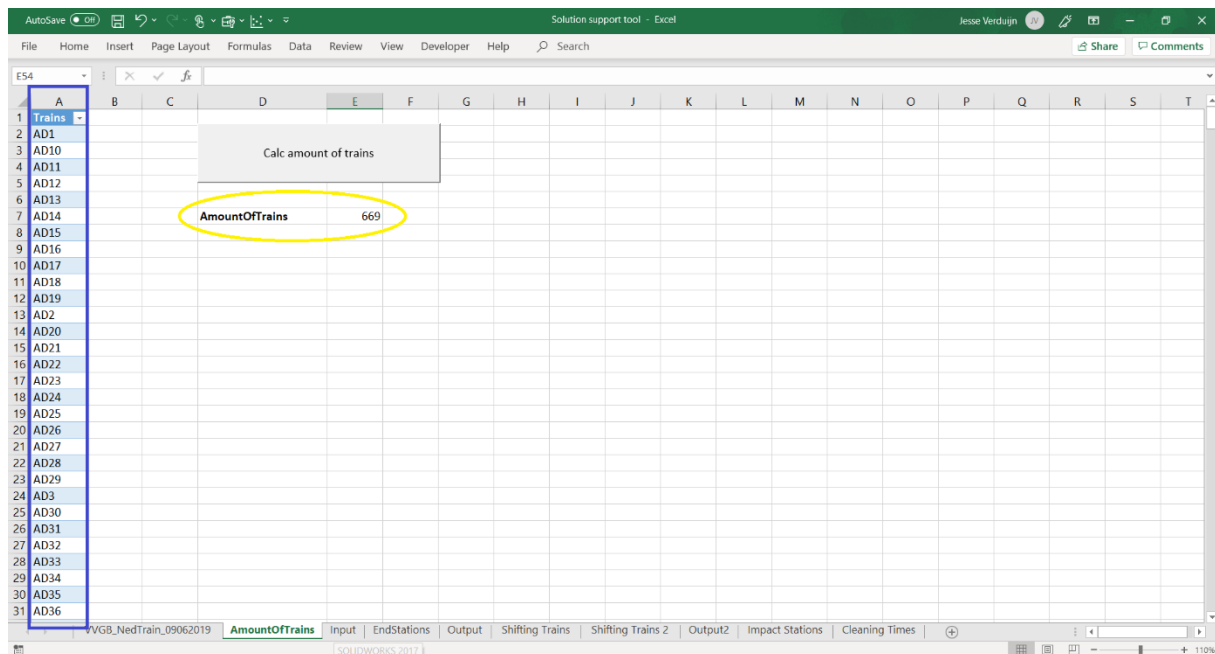 AutoSave Off Solution support tool - Excel Jesse Verduijn JV
File Home Insert Page Layout Formulas Data Review View Developer Help Search Share Comments
E54 fx
A B C D E F G H I J K L M N O P Q R S T
1 Trains
2 AD1
3 AD10 Calc amount of trains
4 AD11
5 AD12
6 AD13
7 AD14 AmountOfTrains 669
8 AD15
9 AD16
10 AD17
11 AD18
12 AD19
13 AD2
14 AD20
15 AD21
16 AD22
17 AD23
18 AD24
19 AD25
20 AD26
21 AD27
22 AD28
23 AD29
24 AD3
25 AD30
26 AD31
27 AD32
28 AD33
29 AD34
30 AD35
31 AD36
VVGB_NedTrain_09062019 AmountOfTrains Input EndStations Output Shifting Trains Shifting Trains 2 Output2 Impact Stations Cleaning Times
SOLIDWORKS 2017 110%